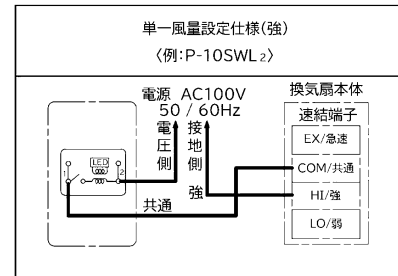 単一風量設定仕様(強)
〈例:P-10SWL2〉
電源 AC100V
50 / 60Hz
電圧側
接地側
強
共通
LED
1
2
換気扇本体
速結端子
EX/急速
COM/共通
HI/強
LO/弱